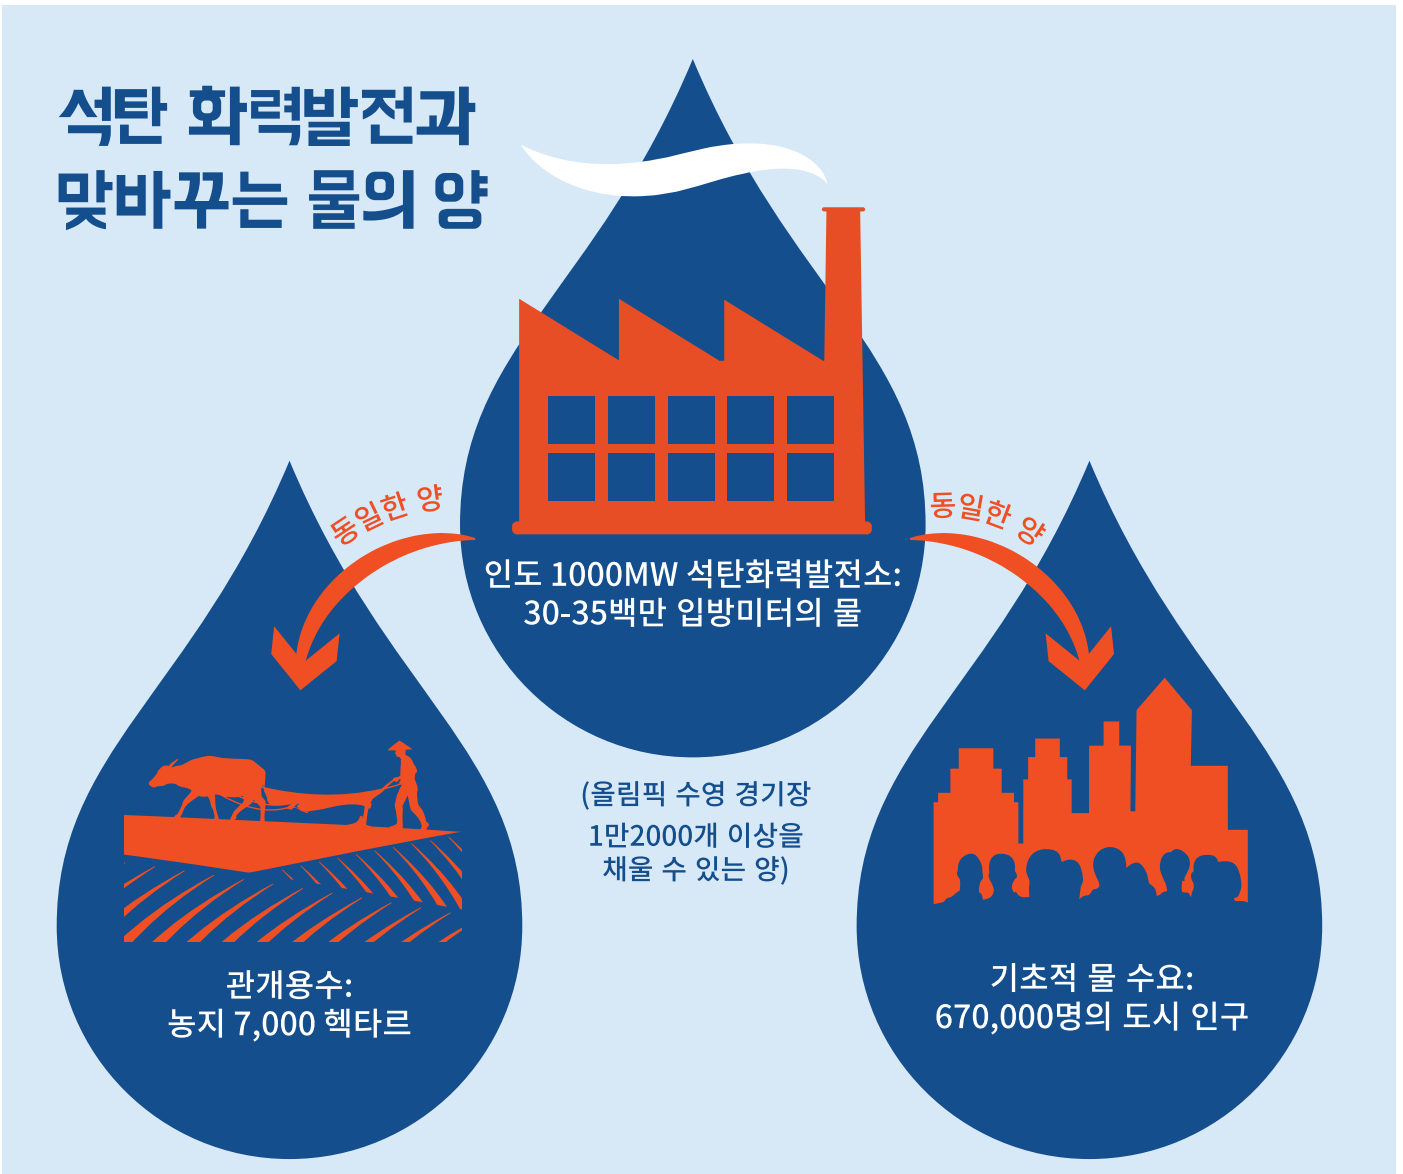 석탄 화력발전과
맞바꾸는 물의 양
동일한 양
동일한 양
인도 1000MW 석탄화력발전소:
30-35백만 입방미터의 물
(올림픽 수영 경기장
1만2000개 이상을
채울 수 있는 양)
관개용수:
농지 7,000 헥타르
기초적 물 수요:
670,000명의 도시 인구